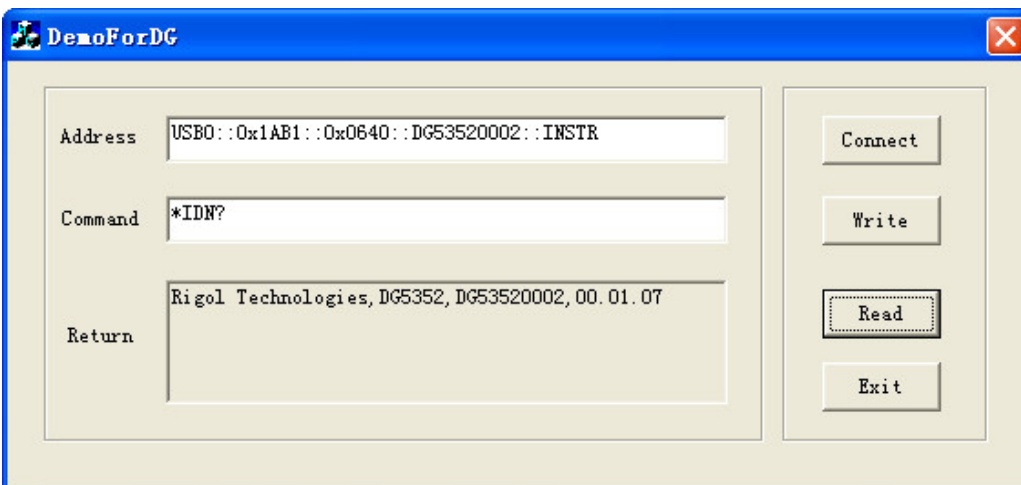 DemoForDG
Address
USB0::0x1AB1::0x0640::DG53520002::INSTR
Connect
Command
*IDN?
Write
Return
Rigol Technologies,DG5352,DG53520002,00.01.07
Read
Exit